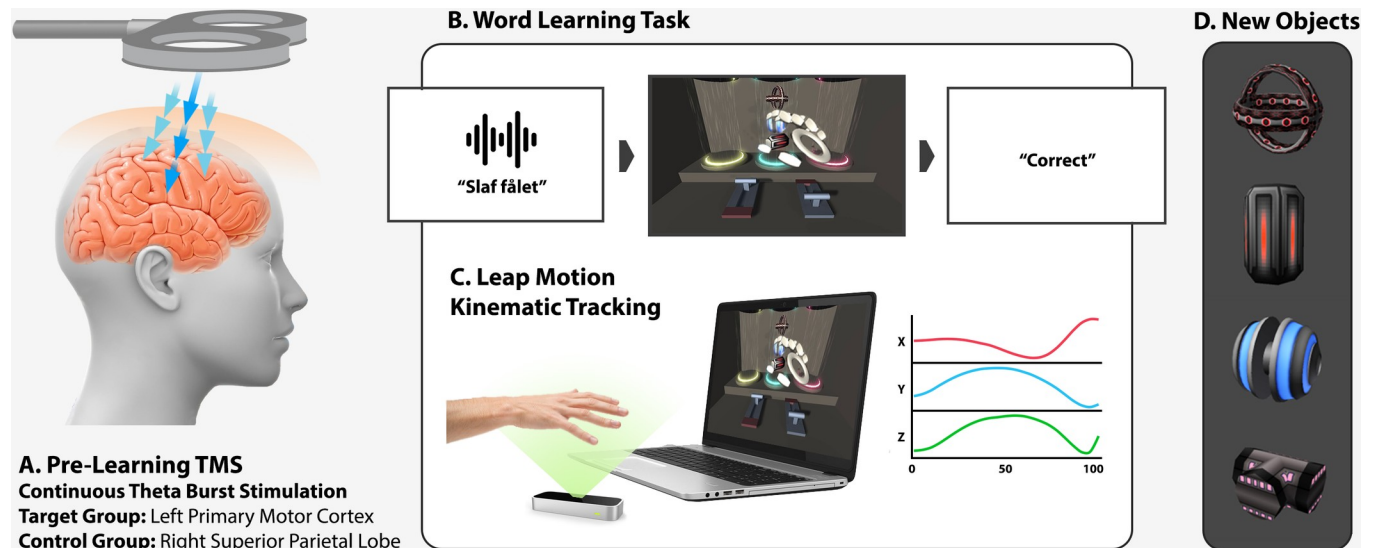 A. Pre-Learning TMS
Continuous Theta Burst Stimulation
Target Group: Left Primary Motor Cortex
Control Group: Right Superior Parietal Lobe
B. Word Learning Task
“Slaf fålet”
“Correct”
C. Leap Motion
Kinematic Tracking
X
Y
Z
0 50 100
D. New Objects